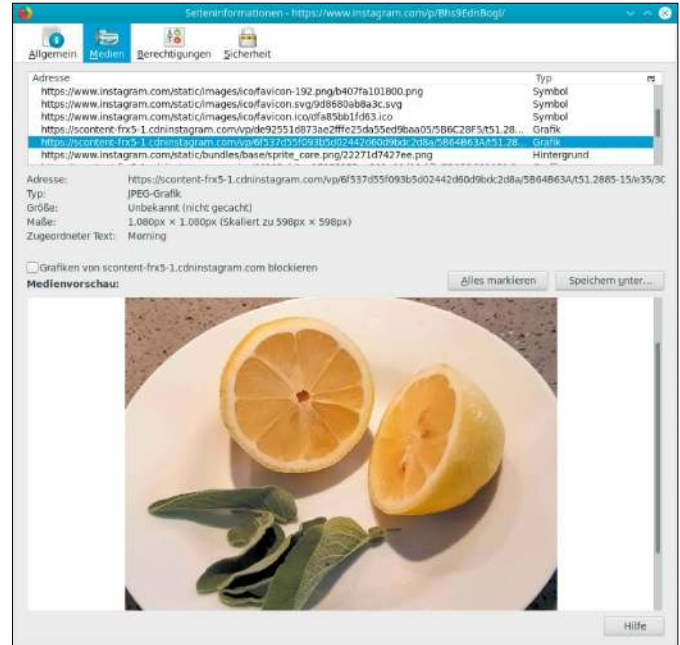 Seiteninformationen - https://www.instagram.com/p/Bhs9EdnBogl/
Allgemein Medien Berechtigungen Sicherheit
Adresse Typ
https://www.instagram.com/static/images/ico/favicon-192.png/b407fa101800.png Symbol
https://www.instagram.com/static/images/ico/favicon.svg/9d8680ab8a3c.svg Symbol
https://www.instagram.com/static/images/ico/favicon.ico/dfa85bb1fd63.ico Symbol
https://scontent-frx5-1.cdninstagram.com/vp/de92551d873ae2fffe25da55ed9baa05/5B6C28F5/t51.28... Grafik
https://scontent-frx5-1.cdninstagram.com/vp/6f537d55f093b5d02442d60d9bdc2d8a/5B64B63A/t51.28... Grafik
https://www.instagram.com/static/bundles/base/sprite_core.png/22271d7427ee.png Hintergrund
Adresse: https://scontent-frx5-1.cdninstagram.com/vp/6f537d55f093b5d02442d60d9bdc2d8a/5B64B63A/t51.2885-15/e35/30
Typ: JPEG-Grafik
Größe: Unbekannt (nicht gecacht)
Maße: 1.080px × 1.080px (Skaliert zu 598px × 598px)
Zugeordneter Text: Morning
Grafiken von scontent-frx5-1.cdninstagram.com blockieren
Medienvorschau: Alles markieren Speichern unter...
Hilfe